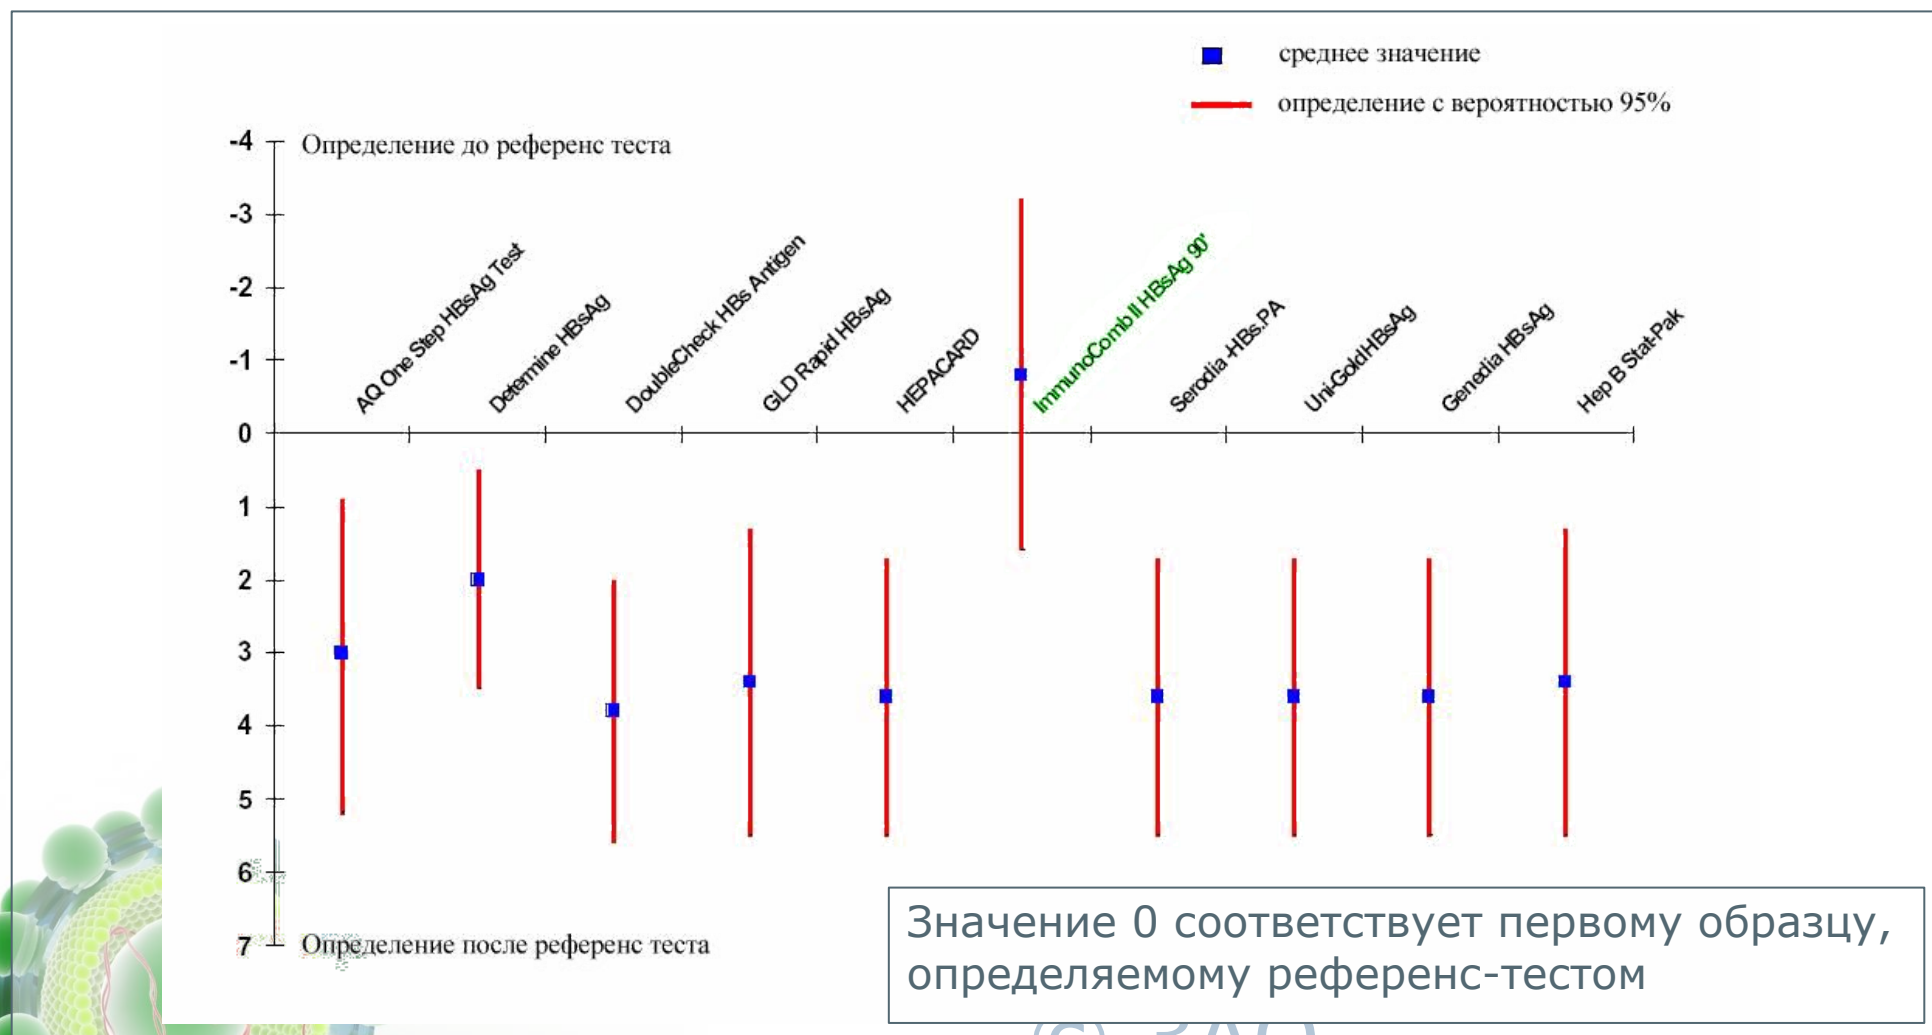 среднее значение
определение с вероятностью 95%
-4
Определение до референс теста
-3
-2
-1
0
1
2
3
4
5
6
7
AQ One Step HBsAg Test
Determine HBsAg
DoubleCheck HBs Antigen
GLD Rapid HBsAg
HEPACARD
ImmunoComb II HBsAg 90'
Serodia -HBs.PA
Uni-Gold HBsAg
Genedia HBsAg
Hep B Stat-Pak
Определение после референс теста
Значение 0 соответствует первому образцу,
определяемому референс-тестом
© ЗАО